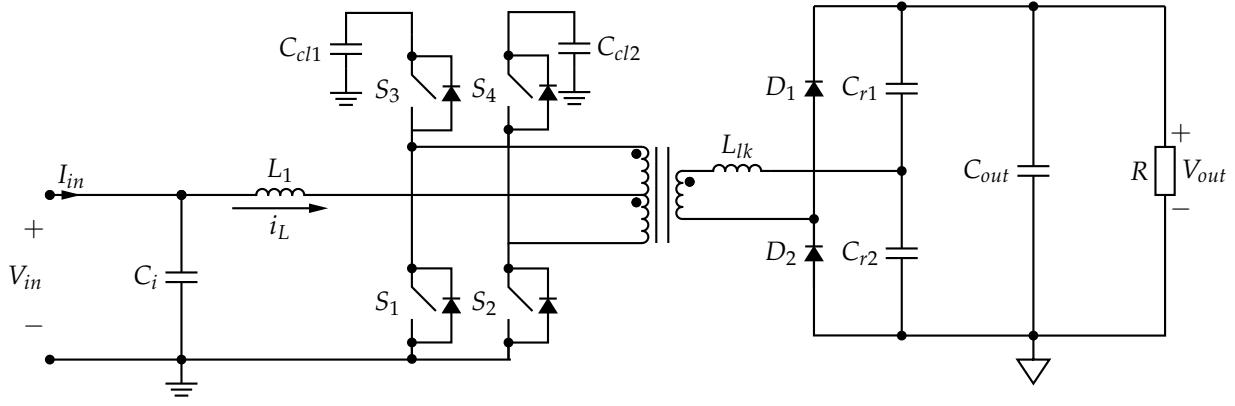 C_{cl1}
C_{cl2}
S_3
S_4
D_1
C_{r1}
L_{lk}
I_{in}
L_1
i_L
C_{out}
R
+
V_{out}
−
+
V_{in}
−
C_i
S_1
S_2
D_2
C_{r2}